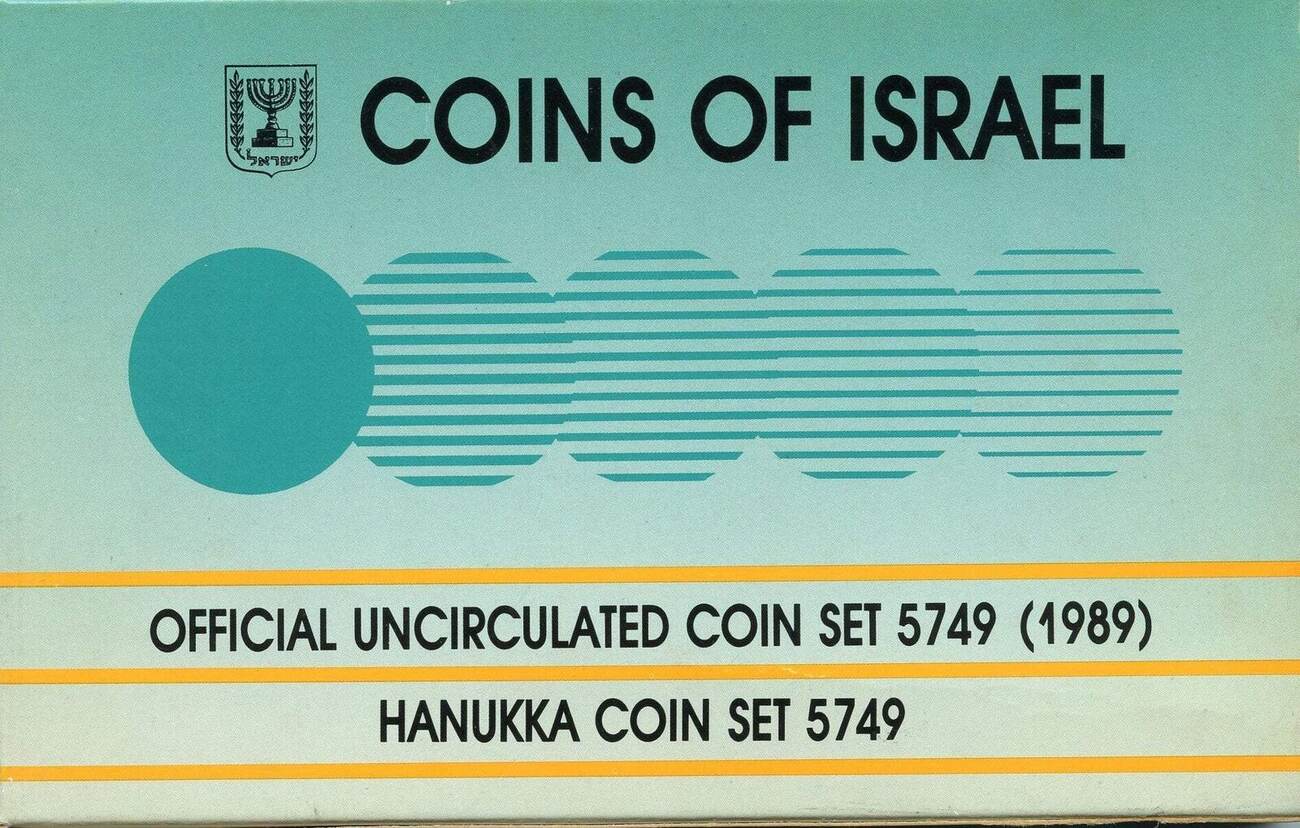 ישראל
COINS OF ISRAEL
OFFICIAL UNCIRCULATED COIN SET 5749 (1989)
HANUKKA COIN SET 5749